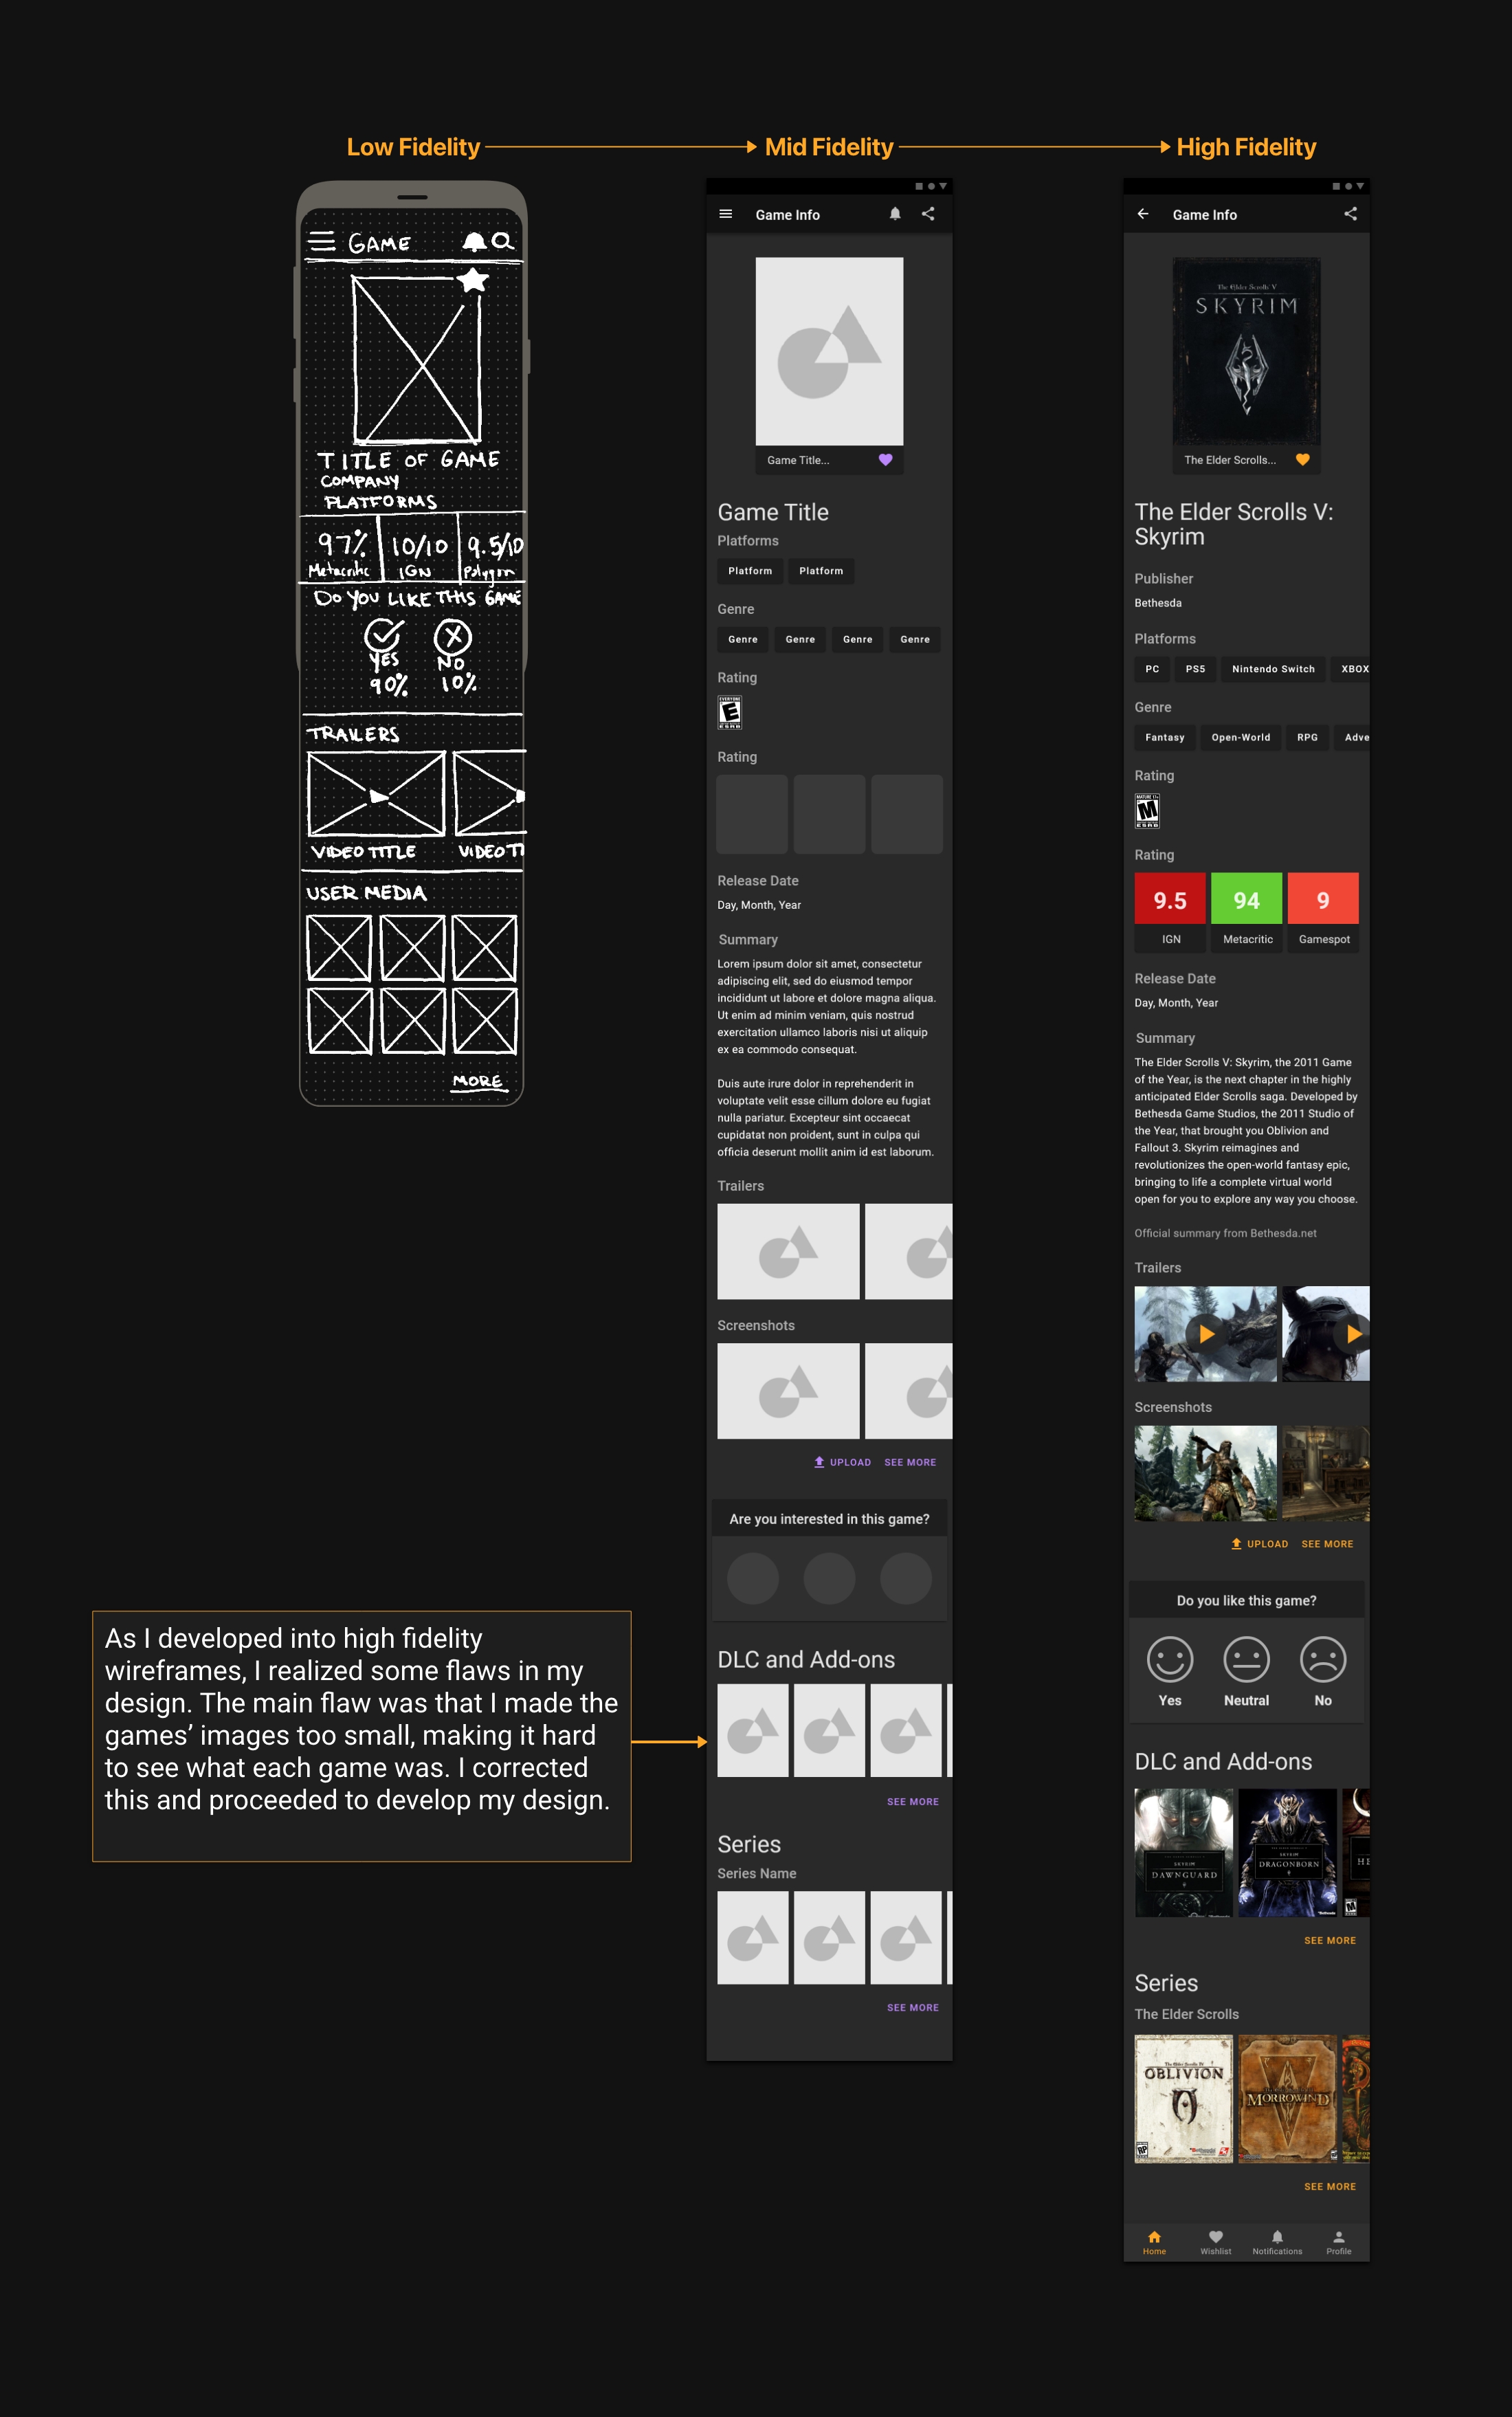 Low Fidelity
Mid Fidelity
High Fidelity
GAME
TITLE OF GAME
COMPANY
PLATFORMS
97%
10/10
9.5/10
Metacritic
IGN
Polygon
DO YOU LIKE THIS GAME
YES
NO
90%
10%
TRAILERS
VIDEO TITLE
VIDEO TI
USER MEDIA
MORE
As I developed into high fidelity
wireframes, I realized some flaws in my
design. The main flaw was that I made the
games’ images too small, making it hard
to see what each game was. I corrected
this and proceeded to develop my design.
Game Info
Game Title...
Game Title
Platforms
Platform
Platform
Genre
Genre
Genre
Genre
Genre
Rating
EVERYONE
E
ESRB
Rating
Release Date
Day, Month, Year
Summary
Lorem ipsum dolor sit amet, consectetur
adipiscing elit, sed do eiusmod tempor
incididunt ut labore et dolore magna aliqua.
Ut enim ad minim veniam, quis nostrud
exercitation ullamco laboris nisi ut aliquip
ex ea commodo consequat.
Duis aute irure dolor in reprehenderit in
voluptate velit esse cillum dolore eu fugiat
nulla pariatur. Excepteur sint occaecat
cupidatat non proident, sunt in culpa qui
officia deserunt mollit anim id est laborum.
Trailers
Screenshots
UPLOAD
SEE MORE
Are you interested in this game?
DLC and Add-ons
SEE MORE
Series
Series Name
SEE MORE
Game Info
The Elder Scrolls V
SKYRIM
The Elder Scrolls...
The Elder Scrolls V:
Skyrim
Publisher
Bethesda
Platforms
PC
PS5
Nintendo Switch
XBOX
Genre
Fantasy
Open-World
RPG
Adve
Rating
MATURE 17+
M
ESRB
Rating
9.5
94
9
IGN
Metacritic
Gamespot
Release Date
Day, Month, Year
Summary
The Elder Scrolls V: Skyrim, the 2011 Game
of the Year, is the next chapter in the highly
anticipated Elder Scrolls saga. Developed by
Bethesda Game Studios, the 2011 Studio of
the Year, that brought you Oblivion and
Fallout 3. Skyrim reimagines and
revolutionizes the open-world fantasy epic,
bringing to life a complete virtual world
open for you to explore any way you choose.
Official summary from Bethesda.net
Trailers
Screenshots
UPLOAD
SEE MORE
Do you like this game?
Yes
Neutral
No
DLC and Add-ons
SKYRIM
DAWNGUARD
SKYRIM
DRAGONBORN
HE
M
SEE MORE
Series
The Elder Scrolls
The Elder Scrolls IV
OBLIVION
RP
MORROWIND
SEE MORE
Home
Wishlist
Notifications
Profile